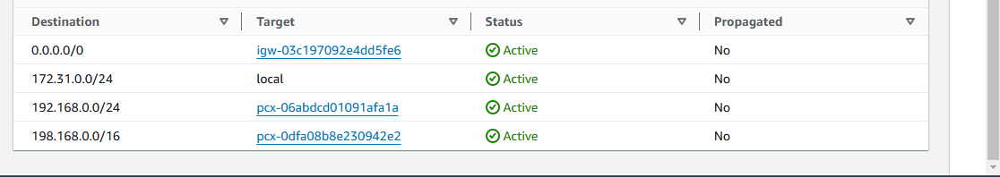 Destination Target Status Propagated
0.0.0.0/0 igw-03c197092e4dd5fe6 Active No
172.31.0.0/24 local Active No
192.168.0.0/24 pcx-06abdcd01091afa1a Active No
198.168.0.0/16 pcx-0dfa08b8e230942e2 Active No